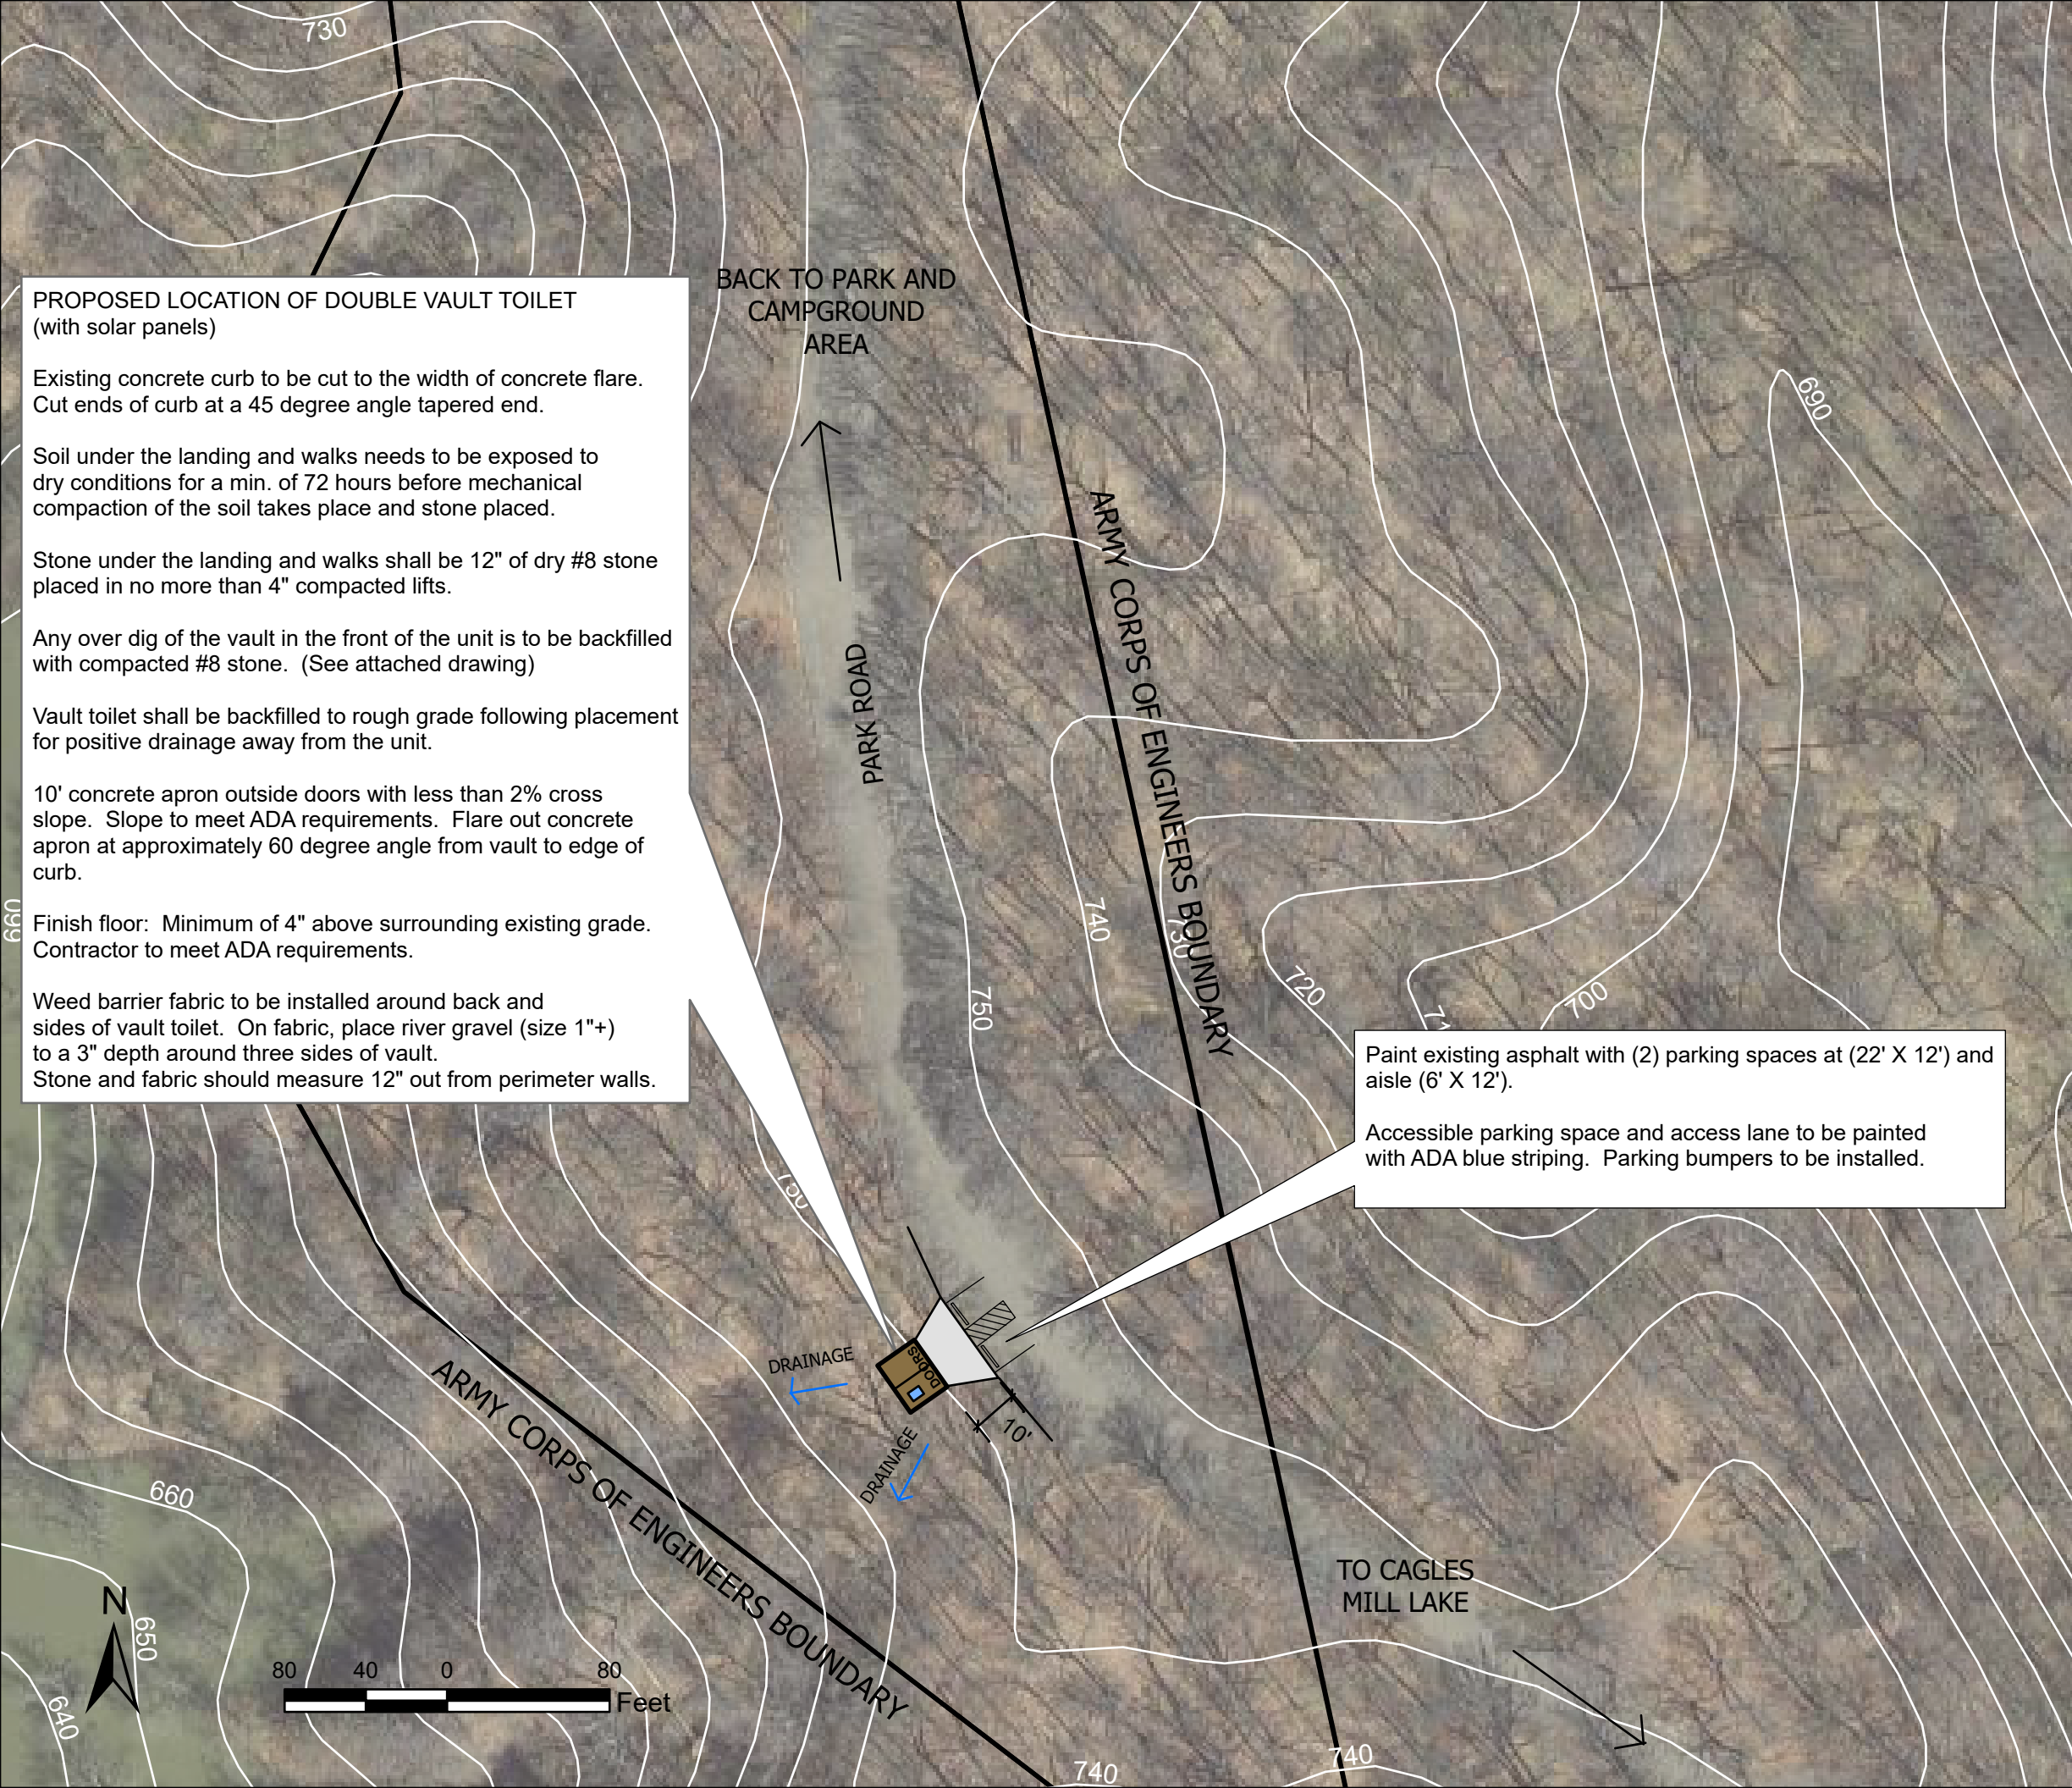 730
BACK TO PARK AND
CAMPGROUND
AREA
PROPOSED LOCATION OF DOUBLE VAULT TOILET
(with solar panels)
Existing concrete curb to be cut to the width of concrete flare.
Cut ends of curb at a 45 degree angle tapered end.
Soil under the landing and walks needs to be exposed to
dry conditions for a min. of 72 hours before mechanical
compaction of the soil takes place and stone placed.
Stone under the landing and walks shall be 12" of dry #8 stone
placed in no more than 4" compacted lifts.
Any over dig of the vault in the front of the unit is to be backfilled
with compacted #8 stone.  (See attached drawing)
Vault toilet shall be backfilled to rough grade following placement
for positive drainage away from the unit.
10' concrete apron outside doors with less than 2% cross
slope.  Slope to meet ADA requirements.  Flare out concrete
apron at approximately 60 degree angle from vault to edge of
curb.
Finish floor:  Minimum of 4" above surrounding existing grade.
Contractor to meet ADA requirements.
Weed barrier fabric to be installed around back and
sides of vault toilet.  On fabric, place river gravel (size 1"+)
to a 3" depth around three sides of vault.
Stone and fabric should measure 12" out from perimeter walls.
690
ARMY CORPS OF ENGINEERS BOUNDARY
PARK ROAD
660
740
730
720
750
700
71
Paint existing asphalt with (2) parking spaces at (22' X 12') and
aisle (6' X 12').
Accessible parking space and access lane to be painted
with ADA blue striping.  Parking bumpers to be installed.
750
DRAINAGE
DOORS
10'
DRAINAGE
ARMY CORPS OF ENGINEERS BOUNDARY
660
TO CAGLES
MILL LAKE
N
650
640
80 40 0 80
Feet
740
740